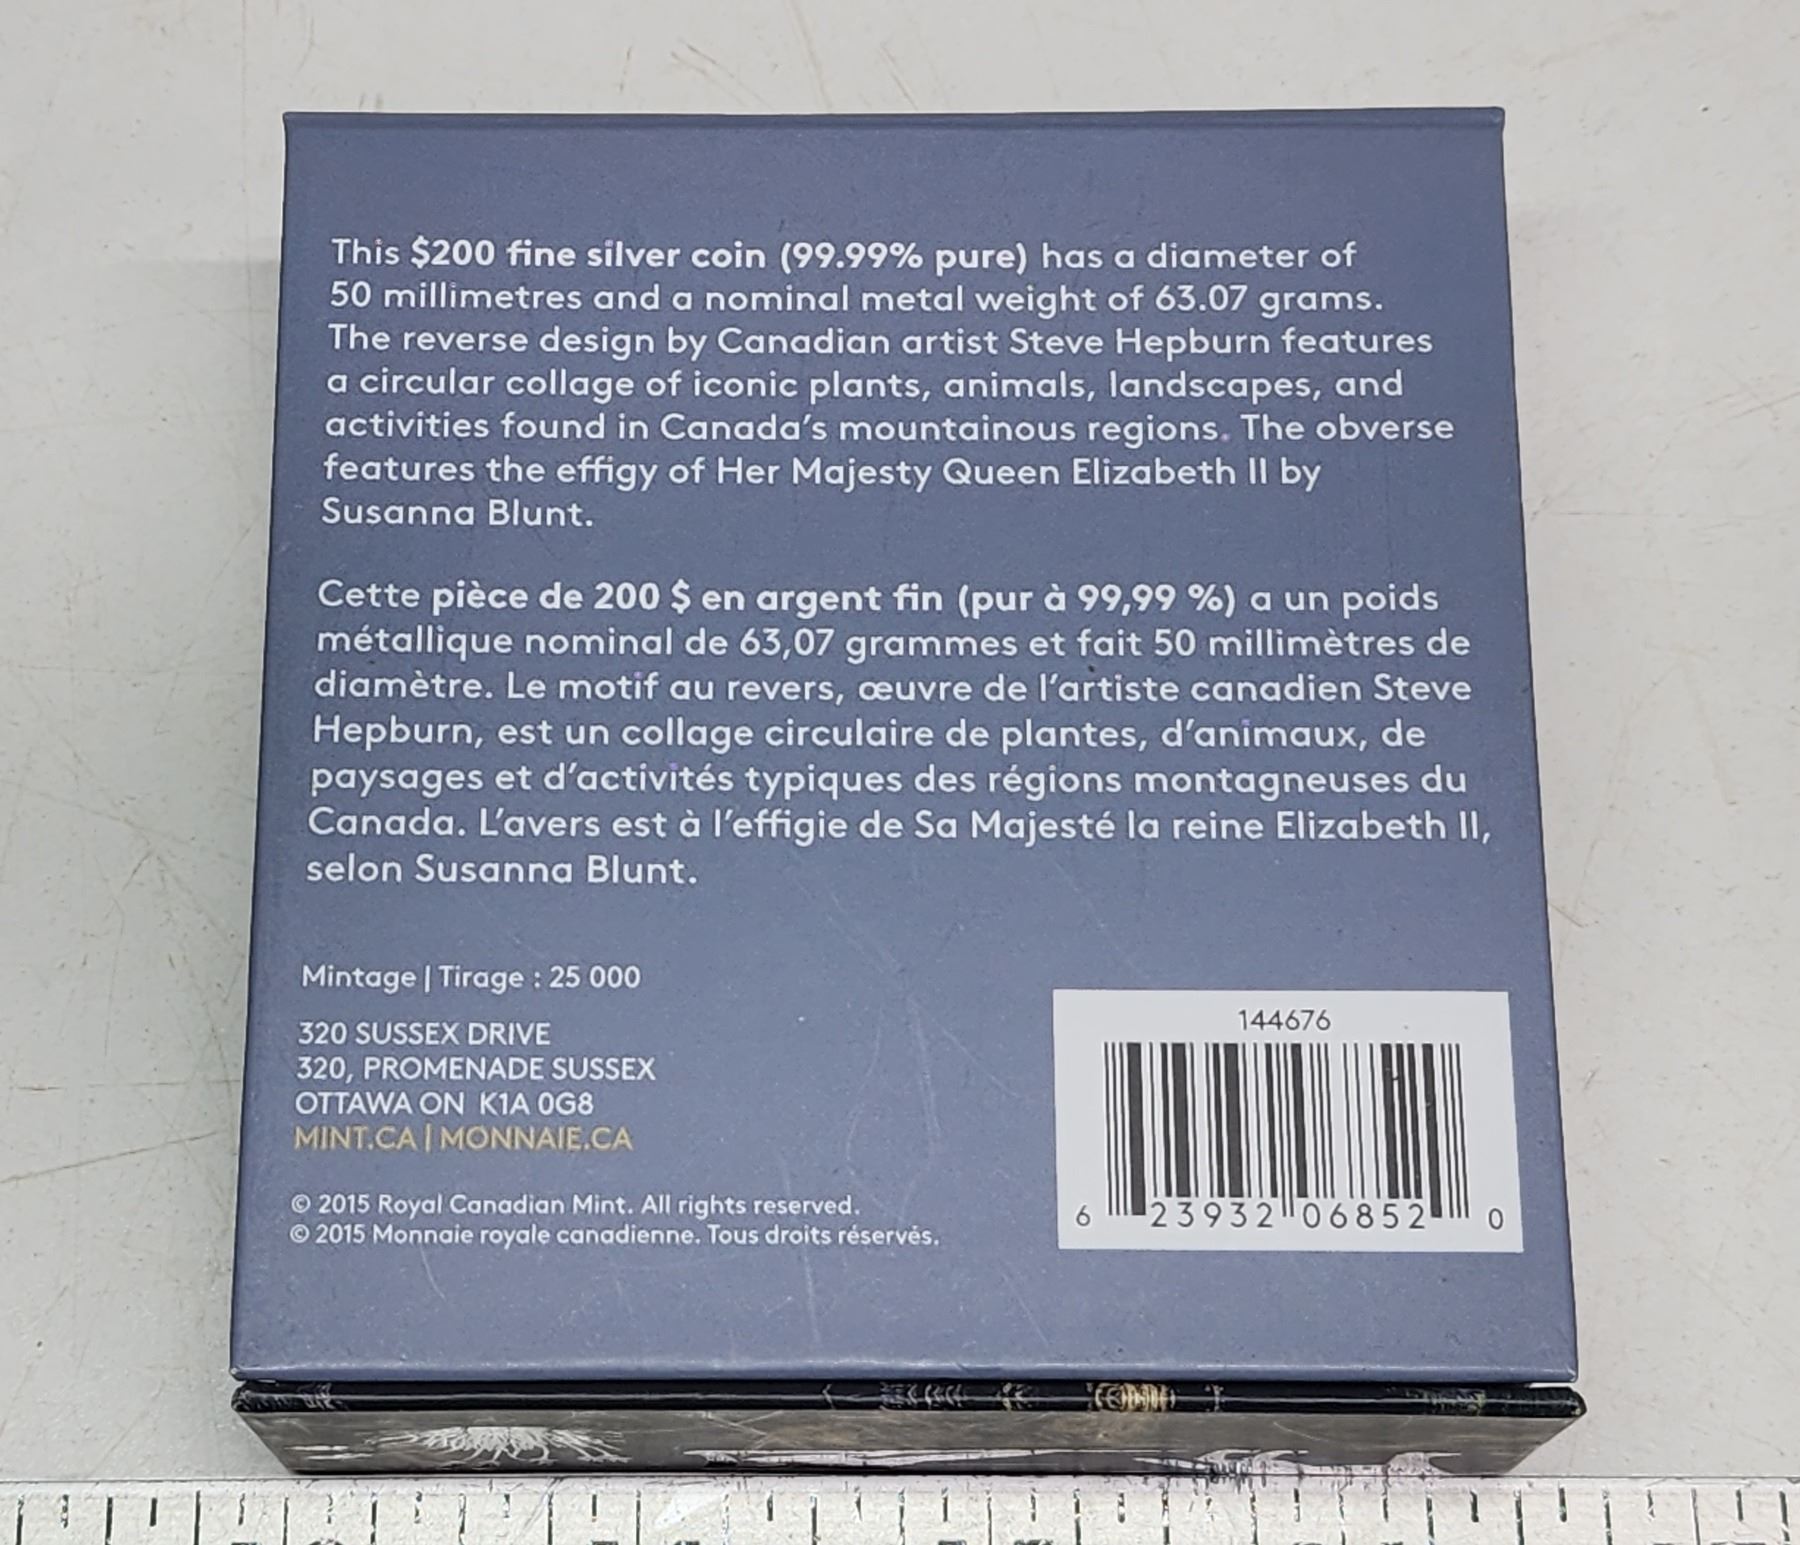 This $200 fine silver coin (99.99% pure) has a diameter of
50 millimetres and a nominal metal weight of 63.07 grams.
The reverse design by Canadian artist Steve Hepburn features
a circular collage of iconic plants, animals, landscapes, and
activities found in Canada’s mountainous regions. The obverse
features the effigy of Her Majesty Queen Elizabeth II by
Susanna Blunt.
Cette pièce de 200 $ en argent fin (pur à 99,99 %) a un poids
métallique nominal de 63,07 grammes et fait 50 millimètres de
diamètre. Le motif au revers, œuvre de l’artiste canadien Steve
Hepburn, est un collage circulaire de plantes, d’animaux, de
paysages et d’activités typiques des régions montagneuses du
Canada. L’avers est à l’effigie de Sa Majesté la reine Elizabeth II,
selon Susanna Blunt.
Mintage | Tirage : 25 000
320 SUSSEX DRIVE
320, PROMENADE SUSSEX
OTTAWA ON K1A 0G8
MINT.CA | MONNAIE.CA
© 2015 Royal Canadian Mint. All rights reserved.
© 2015 Monnaie royale canadienne. Tous droits réservés.
144676
6 23932 06852 0